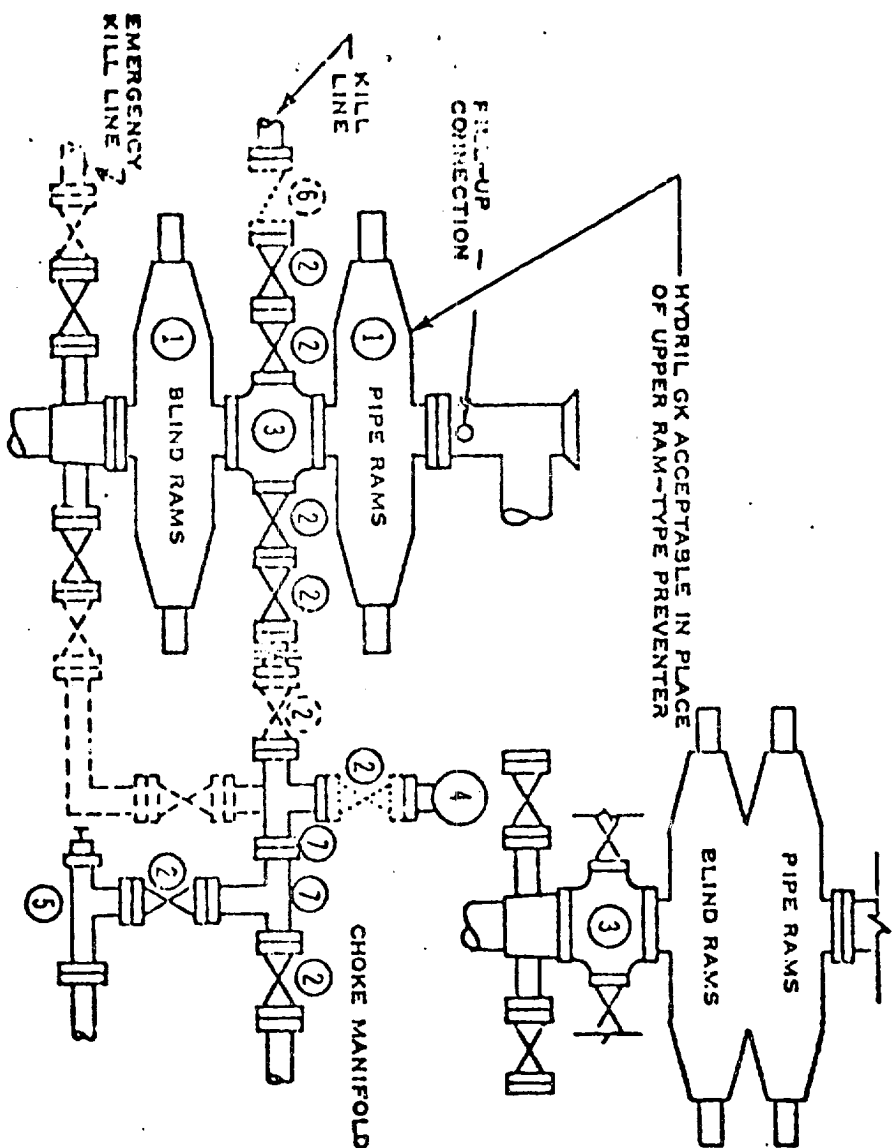 PIPE RAMS
BLIND RAMS
3
HYDRIL GK ACCEPTABLE IN PLACE
OF UPPER RAM-TYPE PREVENTER
FILL-UP
CONNECTION
1
PIPE RAMS
KILL
LINE
6
2
2
3
2
2
2
4
2
7
7
2
CHOKE MANIFOLD
1
BLIND RAMS
2
5
EMERGENCY
KILL LINE